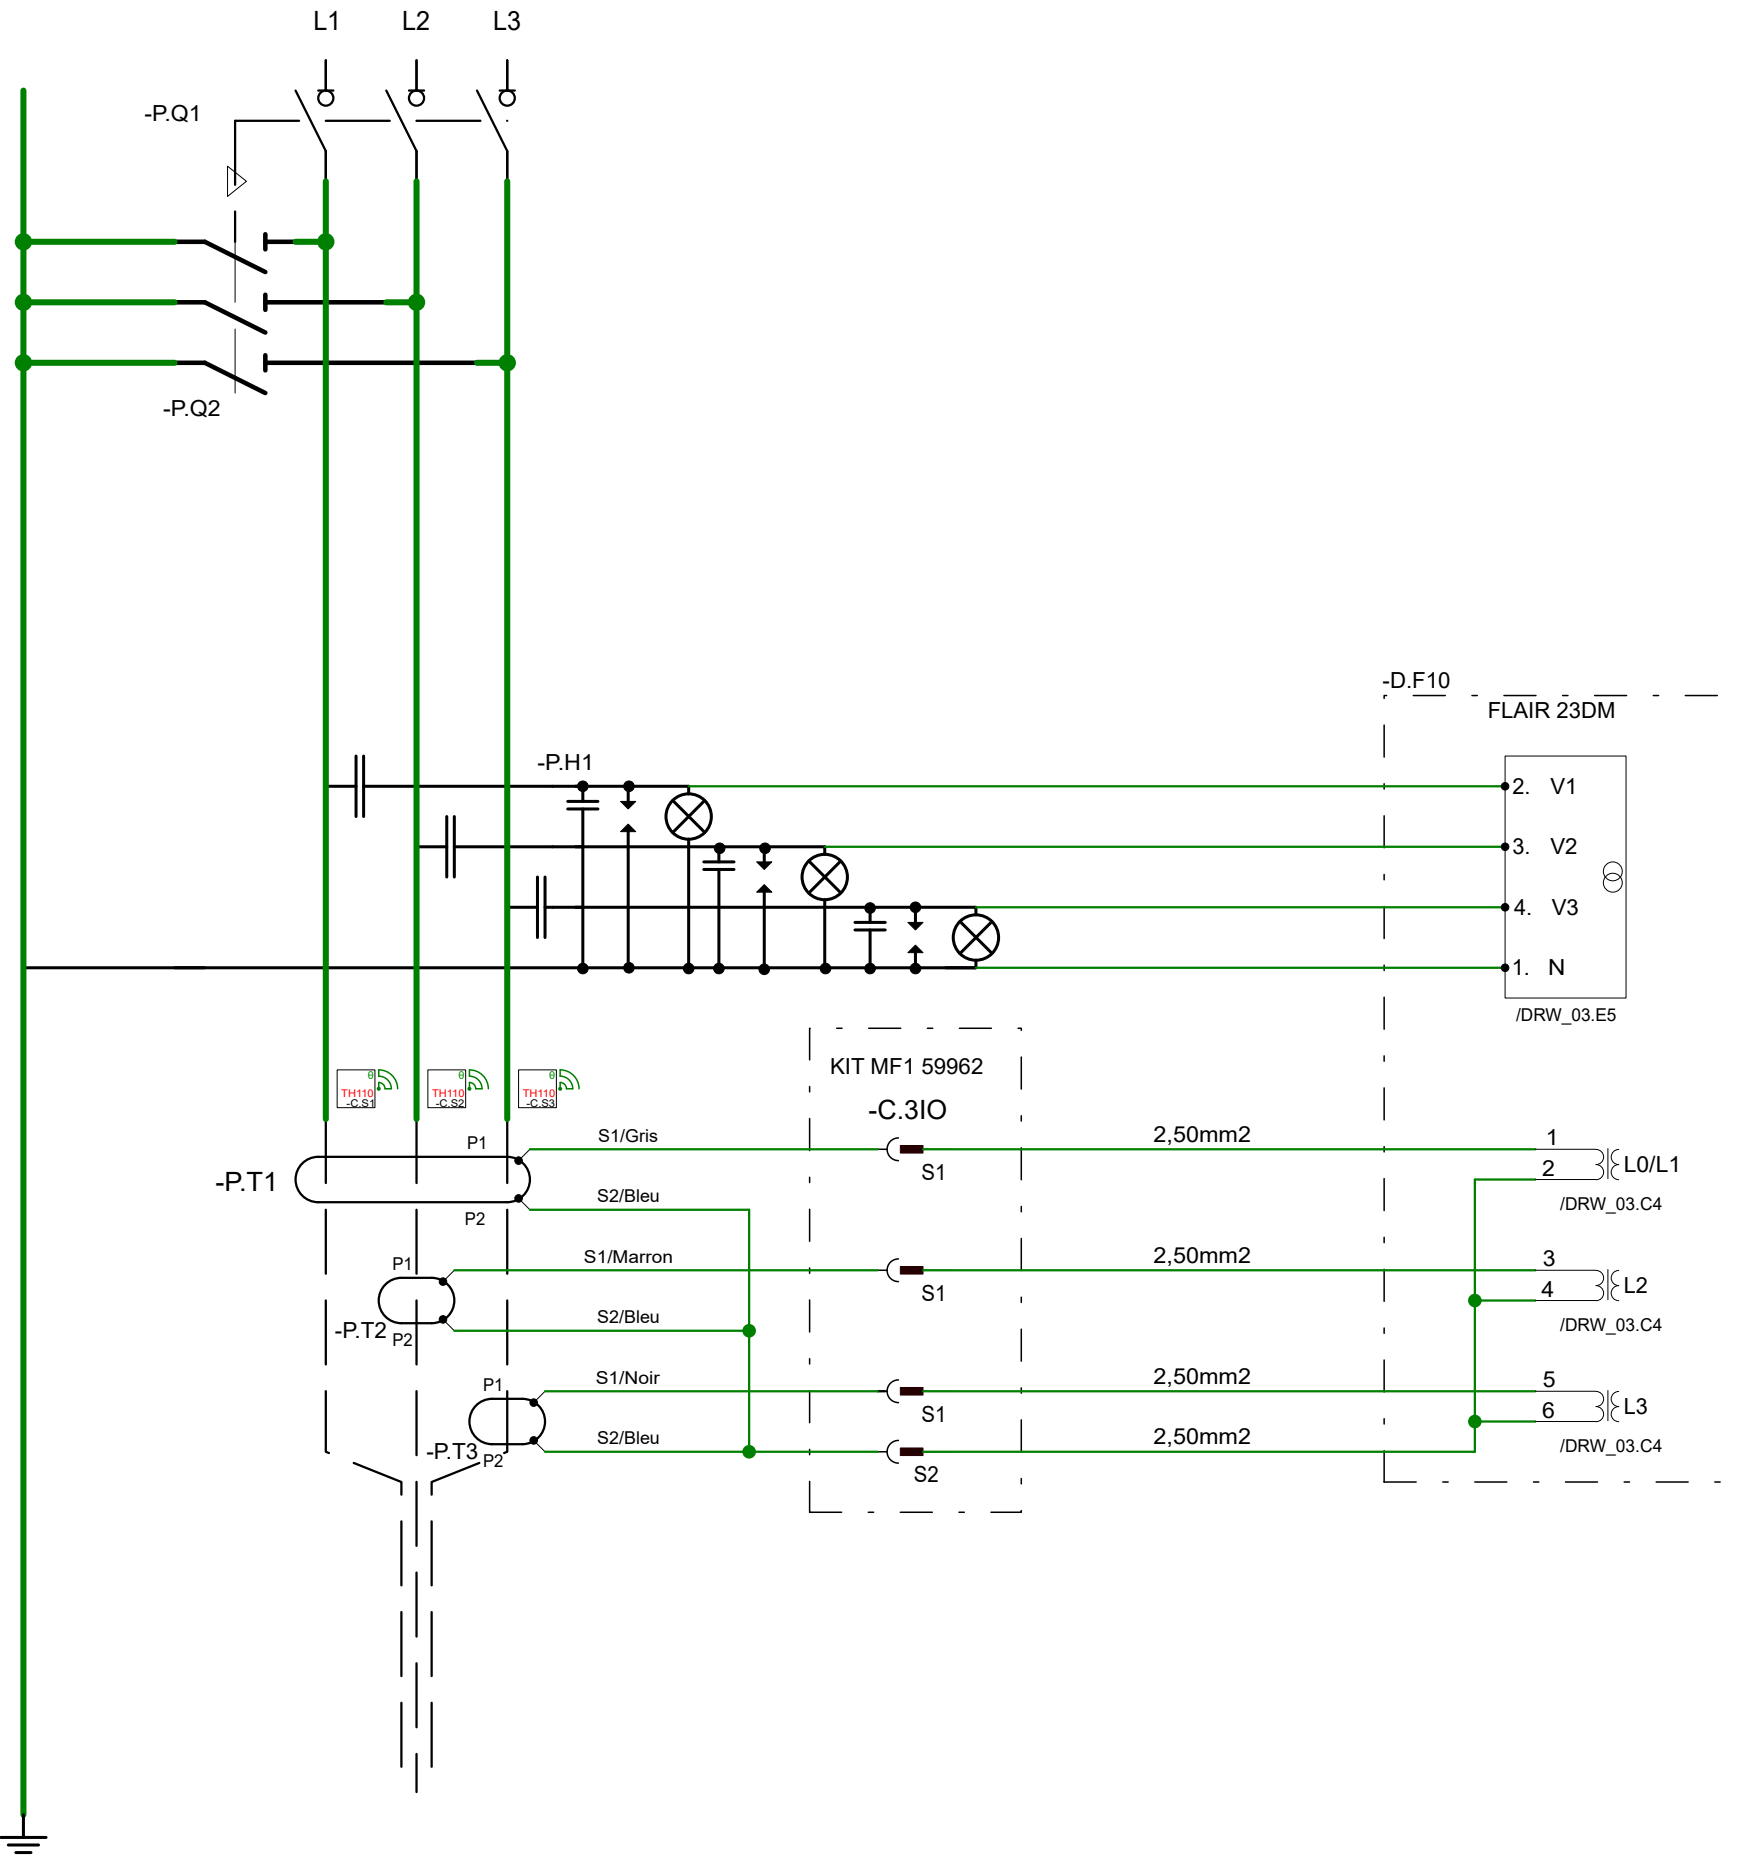 L1 L2 L3
-P.Q1
-P.Q2
-D.F10
FLAIR 23DM
-P.H1
2. V1
3. V2
4. V3
1. N
/DRW_03.E5
θ θ θ
TH110 TH110 TH110
-C.S1 -C.S2 -C.S3
KIT MF1 59962
-C.3IO
P1 S1/Gris 2,50mm2 1
S1
2 L0/L1
-P.T1
S2/Bleu
P2
/DRW_03.C4
P1 S1/Marron 2,50mm2 3
S1
4 L2
-P.T2
S2/Bleu
P2
/DRW_03.C4
P1 S1/Noir 2,50mm2 5
S1
6 L3
-P.T3
S2/Bleu 2,50mm2
P2
/DRW_03.C4
S2